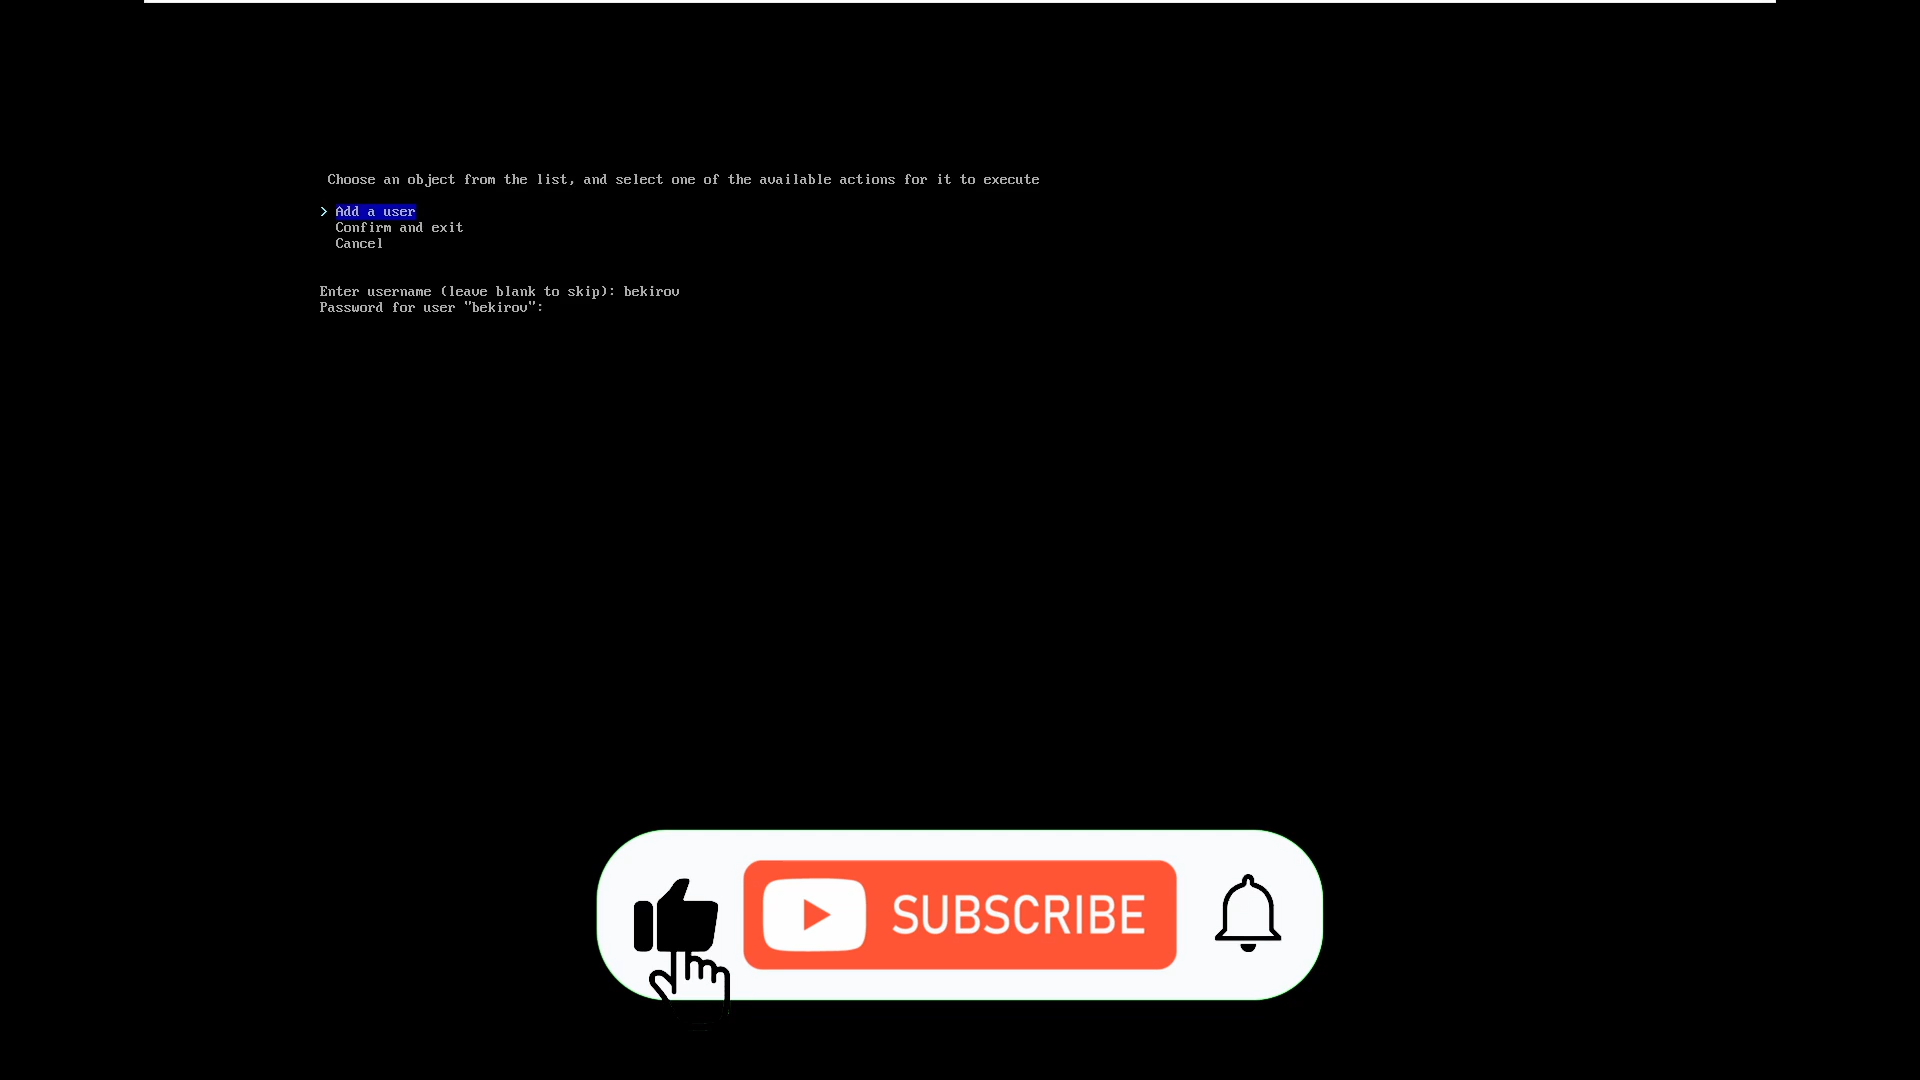 Choose an object from the list, and select one of the available actions for it to execute
> Add a user
Confirm and exit
Cancel
Enter username (leave blank to skip): bekirov
Password for user "bekirov":
SUBSCRIBE